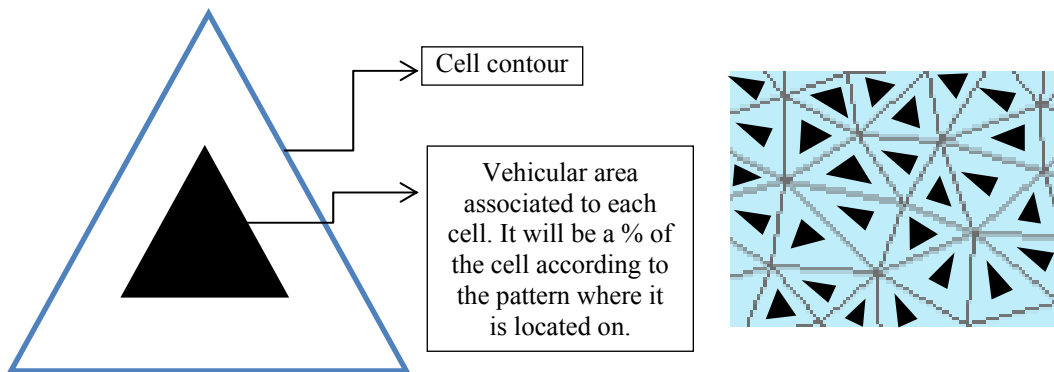 Cell contour
Vehicular area
associated to each
cell. It will be a % of
the cell according to
the pattern where it
is located on.